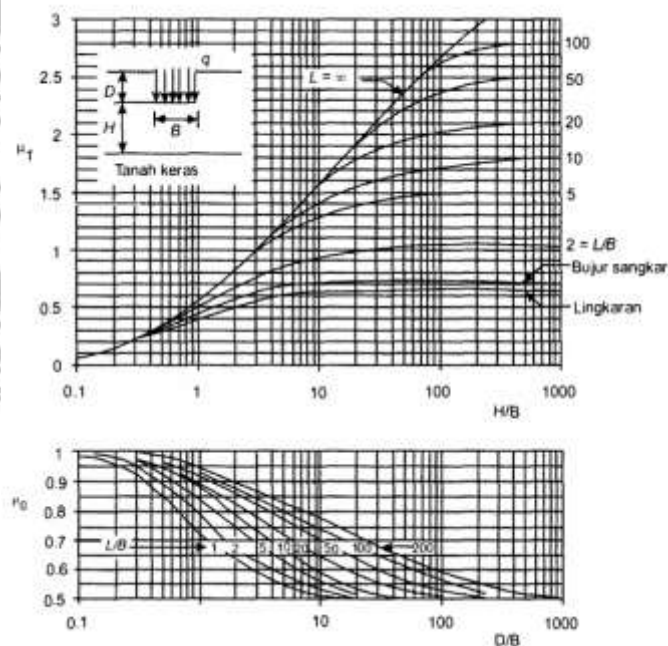 3
2.5
2
1.5
1
0.5
0
μ₁
q
D
H
B
Tanah keras
L = ∞
100
50
20
10
5
2 = L/B
Bujur sangkar
Lingkaran
0.1 1 10 100 1000
H/B
1
0.9
0.8
0.7
0.6
0.5
μ₀
L/B 1 2 5 10 20 50 100 200
0.1 1 10 100 1000
D/B